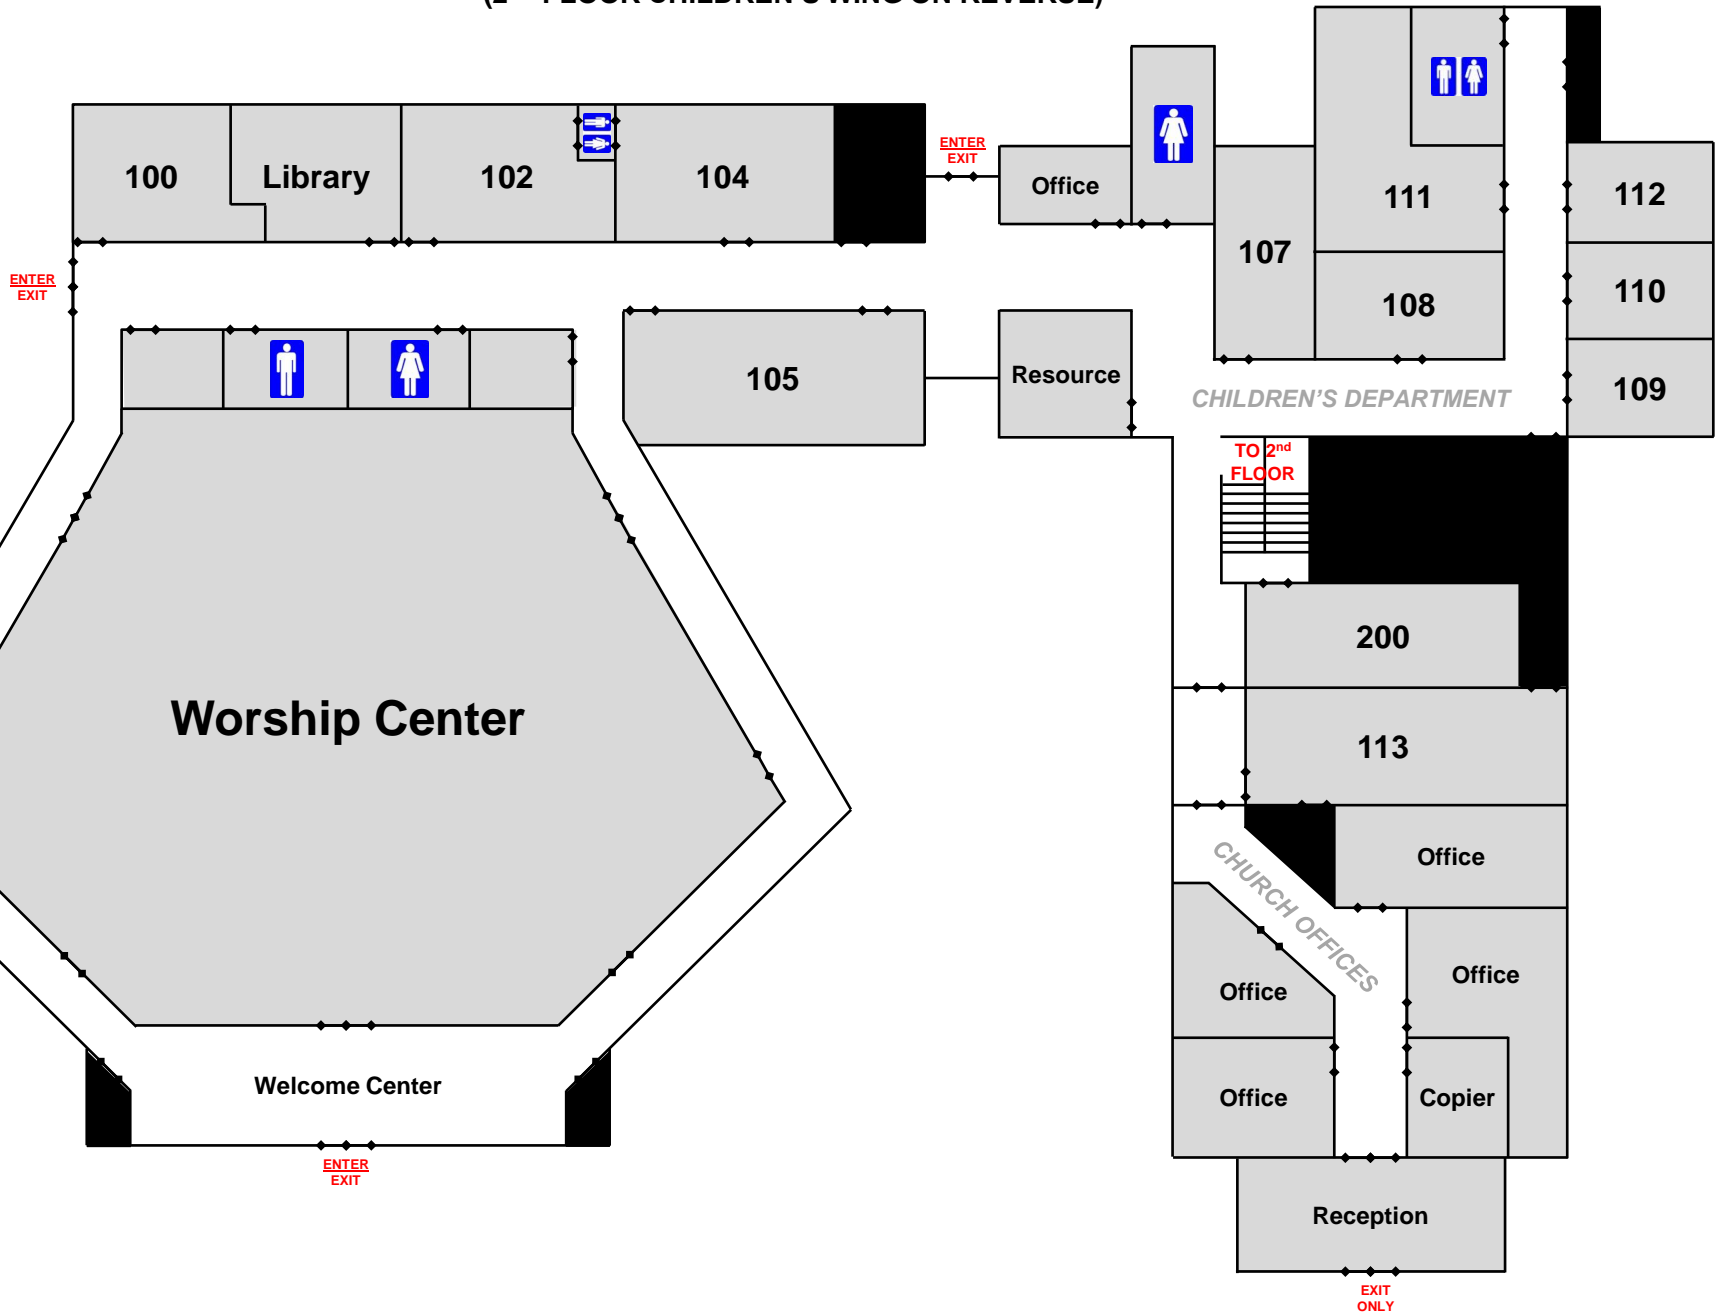 ENTER
EXIT
100
Library
102
104
Office
111
112
107
110
108
ENTER
EXIT
105
Resource
109
CHILDREN'S DEPARTMENT
TO 2nd
FLOOR
200
Worship Center
113
Office
CHURCH OFFICES
Office
Office
Welcome Center
Office
Copier
ENTER
EXIT
Reception
EXIT
ONLY